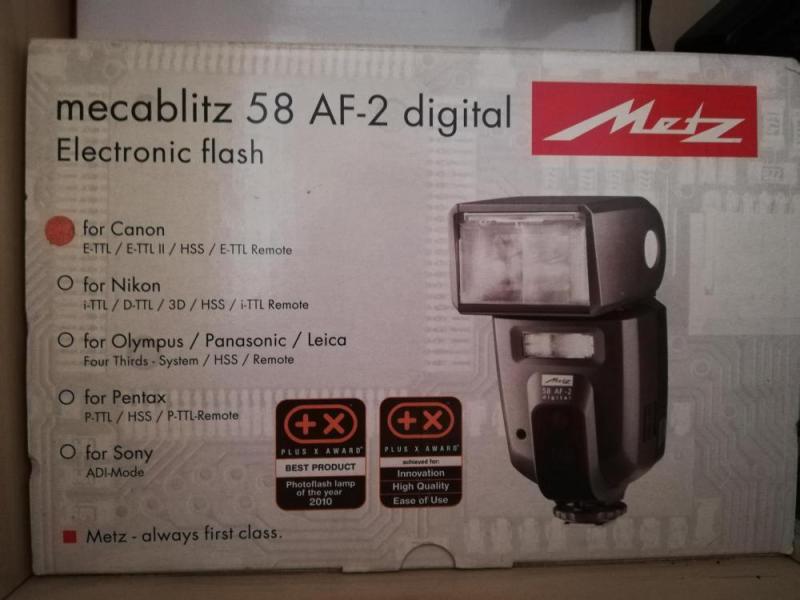 mecablitz 58 AF-2 digital
Metz
Electronic flash
for Canon
E-TTL / E-TTL II / HSS / E-TTL Remote
for Nikon
i-TTL / D-TTL / 3D / HSS / i-TTL Remote
for Olympus / Panasonic / Leica
Four Thirds - System / HSS / Remote
for Pentax
P-TTL / HSS / P-TTL-Remote
for Sony
ADI-Mode
Metz
58 AF-2
digital
PLUS X AWARD®
BEST PRODUCT
Photoflash lamp
of the year
2010
PLUS X AWARD®
achieved for:
Innovation
High Quality
Ease of Use
Metz - always first class.